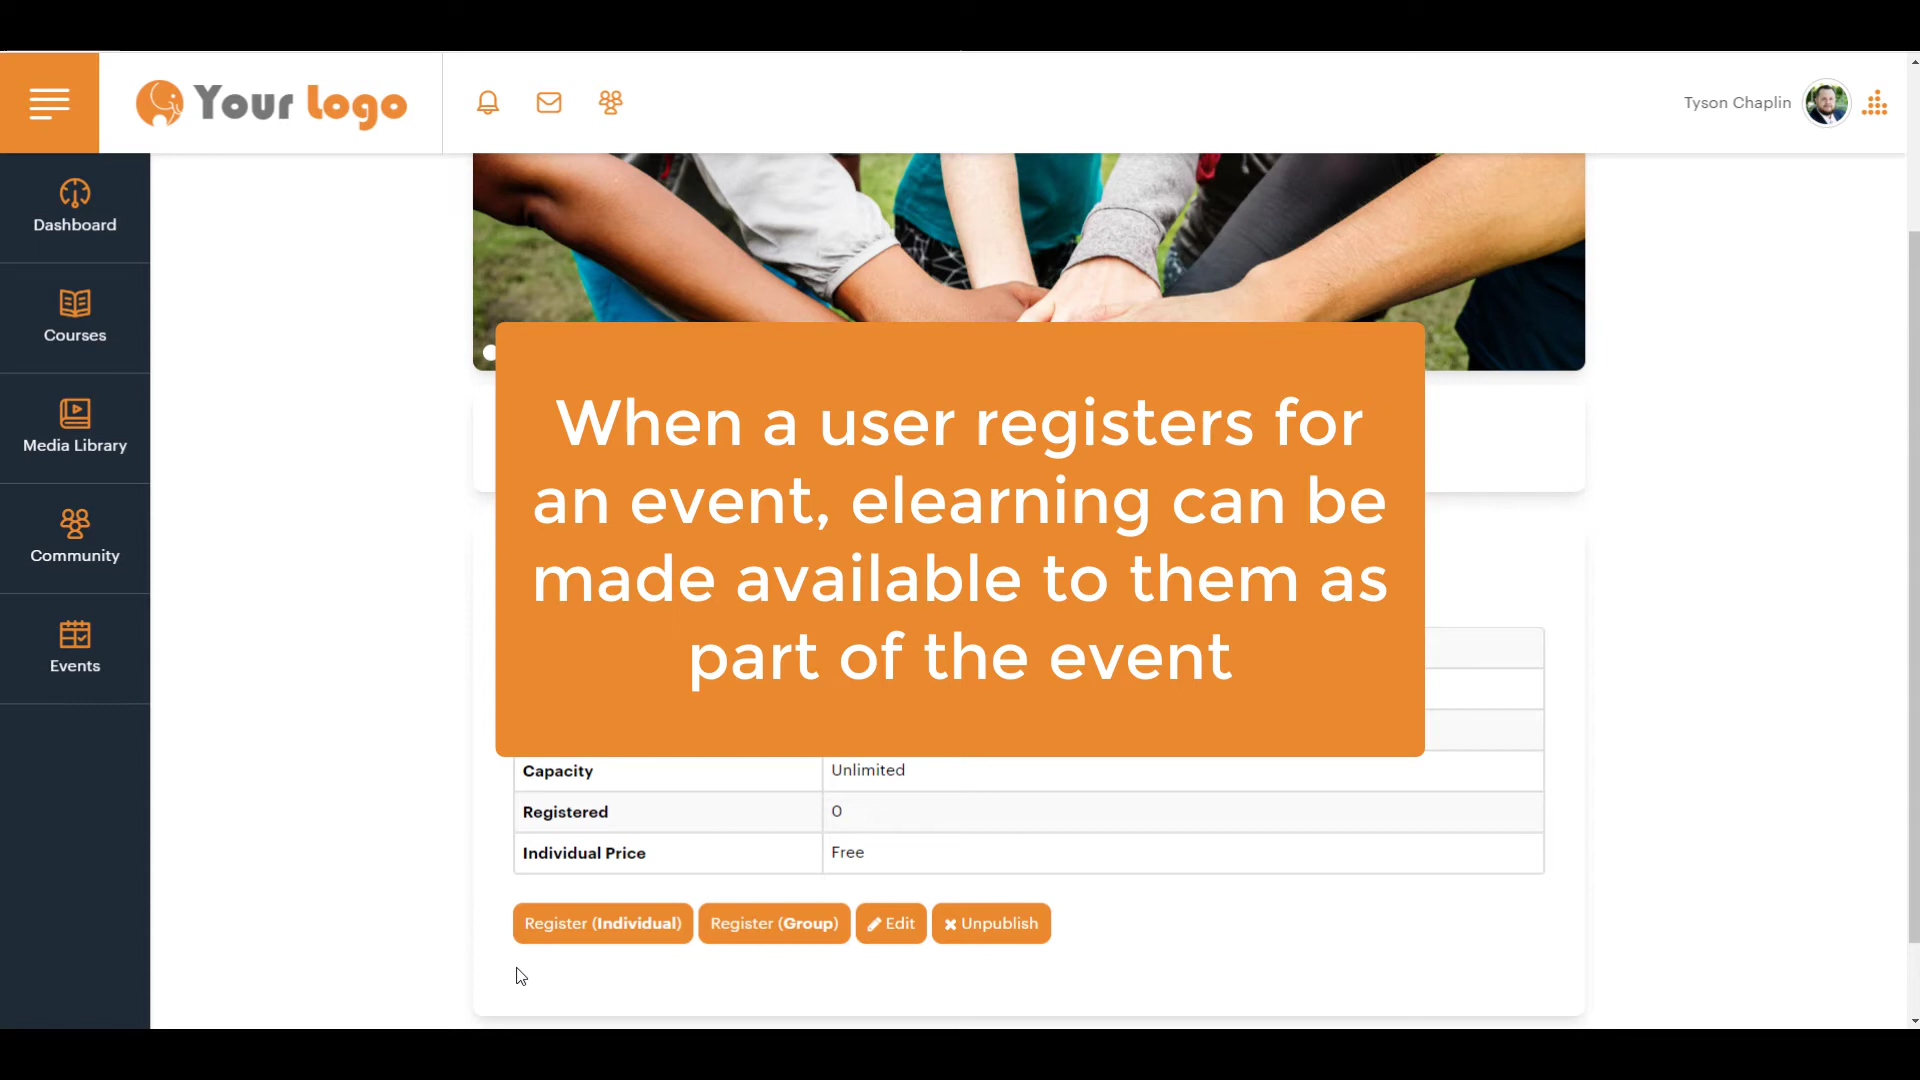 Your Logo
Tyson Chaplin
Dashboard
Courses
Media Library
Community
Events
When a user registers for
an event, elearning can be
made available to them as
part of the event
Capacity Unlimited
Registered 0
Individual Price Free
Register (Individual) Register (Group) Edit Unpublish